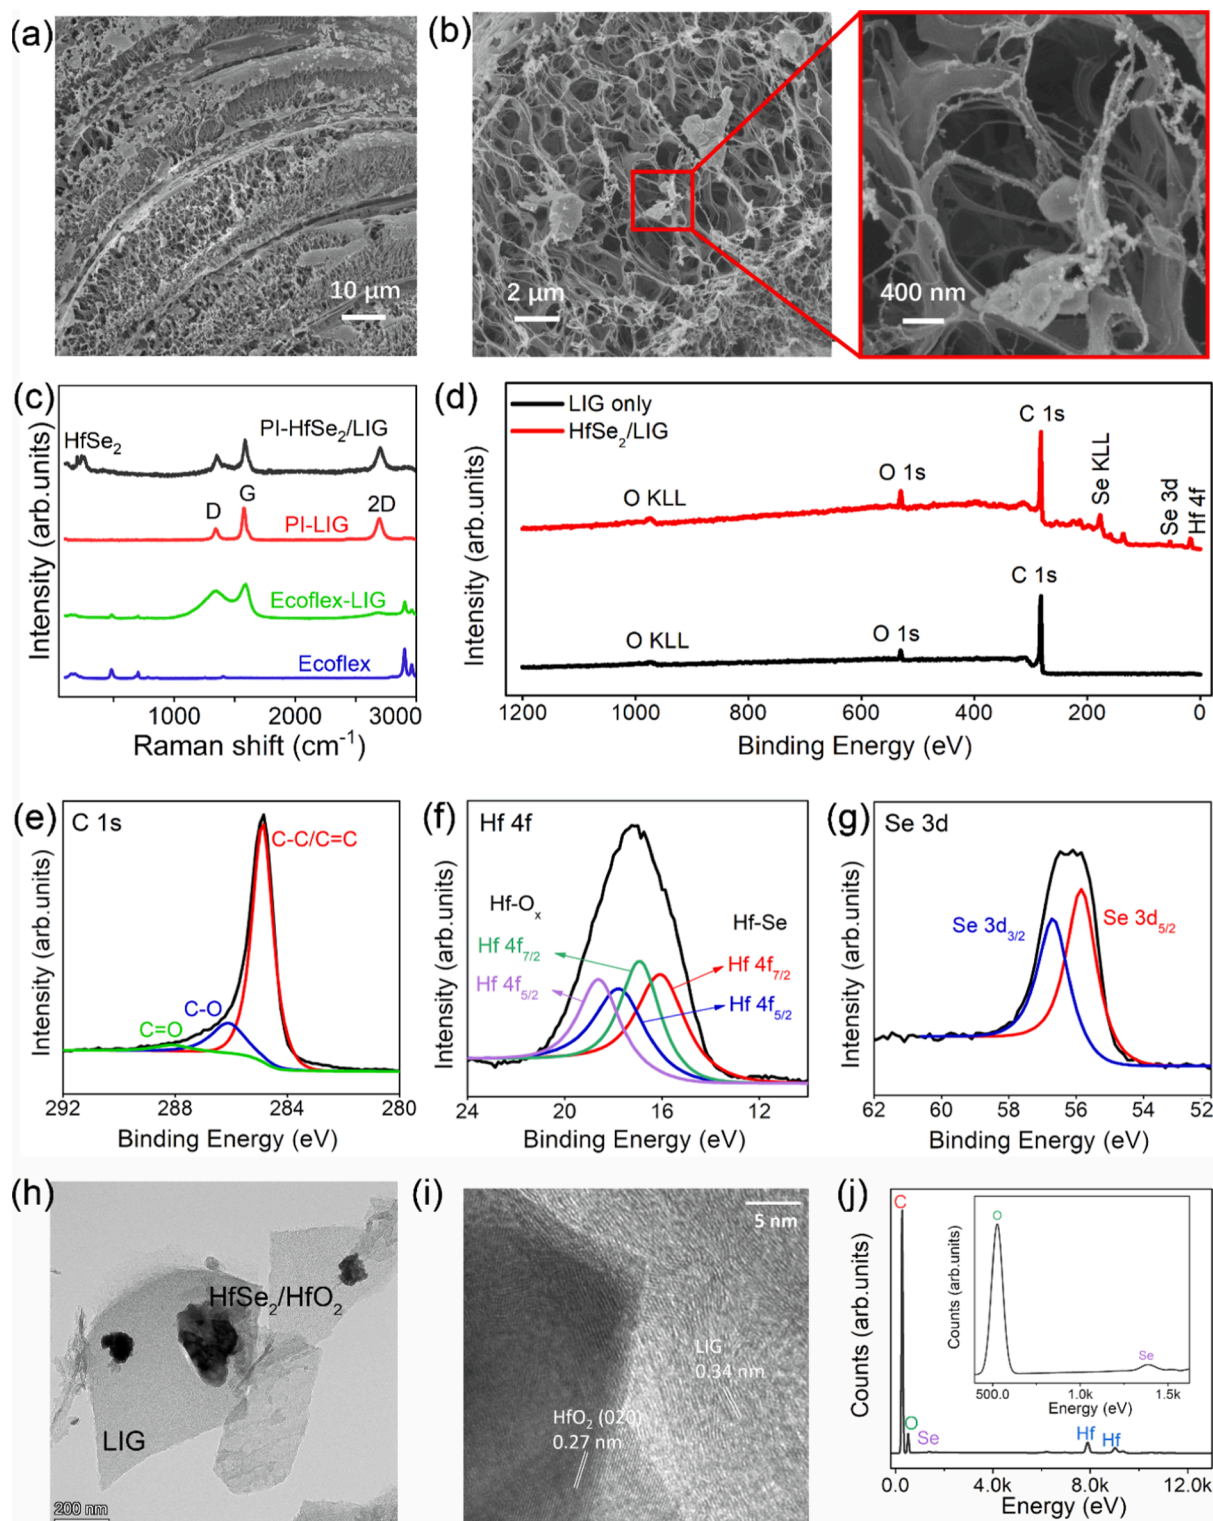 (a)
10 µm
(b)
2 µm
400 nm
(c)
Intensity (arb.units)
HfSe2
PI-HfSe2/LIG
D
G
2D
PI-LIG
Ecoflex-LIG
Ecoflex
1000
2000
3000
Raman shift (cm-1)
(d)
Intensity (arb.units)
LIG only
HfSe2/LIG
O KLL
O 1s
C 1s
Se KLL
Se 3d
Hf 4f
O KLL
O 1s
C 1s
1200
1000
800
600
400
200
0
Binding Energy (eV)
(e)
C 1s
Intensity (arb.units)
C-C/C=C
C-O
C=O
292
288
284
280
Binding Energy (eV)
(f)
Hf 4f
Intensity (arb.units)
Hf-Ox
Hf-Se
Hf 4f7/2
Hf 4f5/2
Hf 4f7/2
Hf 4f5/2
24
20
16
12
Binding Energy (eV)
(g)
Se 3d
Intensity (arb.units)
Se 3d3/2
Se 3d5/2
62
60
58
56
54
52
Binding Energy (eV)
(h)
HfSe2/HfO2
LIG
200 nm
(i)
5 nm
LIG
0.34 nm
HfO2 (020)
0.27 nm
(j)
Counts (arb.units)
C
O
Se
Hf
Hf
0.0
4.0k
8.0k
12.0k
Energy (eV)
Counts (arb.units)
O
Se
500.0
1.0k
1.5k
Energy (eV)